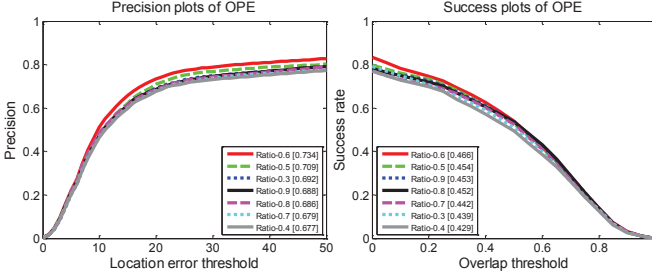 Precision plots of OPE
Precision
1
0.8
0.6
0.4
0.2
0
0 10 20 30 40 50
Location error threshold
Ratio-0.6 [0.734]
Ratio-0.5 [0.709]
Ratio-0.3 [0.692]
Ratio-0.9 [0.688]
Ratio-0.8 [0.686]
Ratio-0.7 [0.679]
Ratio-0.4 [0.677]
Success plots of OPE
Success rate
1
0.8
0.6
0.4
0.2
0
0 0.2 0.4 0.6 0.8
Overlap threshold
Ratio-0.6 [0.466]
Ratio-0.5 [0.454]
Ratio-0.9 [0.453]
Ratio-0.8 [0.452]
Ratio-0.7 [0.442]
Ratio-0.3 [0.439]
Ratio-0.4 [0.429]